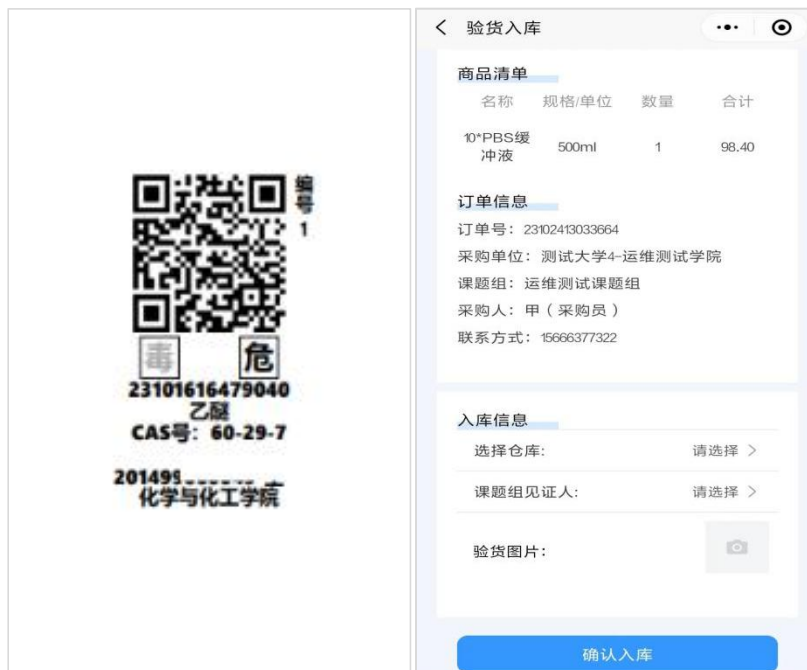 编号
1
毒
危
23101616479040
乙醚
CAS号：60-29-7
201499
化学与化工学院
验货入库
商品清单
名称 规格/单位 数量 合计
10*PBS缓
冲液 500ml 1 98.40
订单信息
订单号：23102413033664
采购单位：测试大学4-运维测试学院
课题组：运维测试课题组
采购人：甲（采购员）
联系方式：15666377322
入库信息
选择仓库: 请选择
课题组见证人: 请选择
验货图片:
确认入库